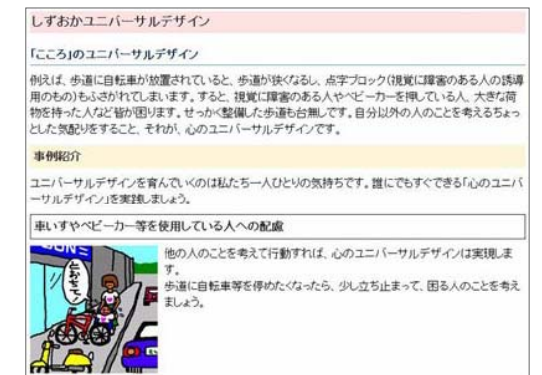 しずおかユニバーサルデザイン
「こころ」のユニバーサルデザイン
例えば、歩道に自転車が放置されていると、歩道が狭くなるし、点字ブロック(視覚に障害のある人の誘導
用のもの)もふさがれてしまいます。すると、視覚に障害のある人やベビーカーを押している人、大きな荷
物を持った人など皆が困ります。せっかく整備した歩道も台無しです。自分以外の人のことを考えるちょっ
とした気配りをすること、それが、心のユニバーサルデザインです。
事例紹介
ユニバーサルデザインを育んでいくのは私たち一人ひとりの気持ちです。誰にでもすぐできる「心のユニバ
ーサルデザイン」を実践しましょう。
車いすやベビーカー等を使用している人への配慮
他の人のことを考えて行動すれば、心のユニバーサルデザインは実現しま
す。
歩道に自転車等を停めたくなったら、少し立ち止まって、困る人のことを考え
ましょう。
とおちて!